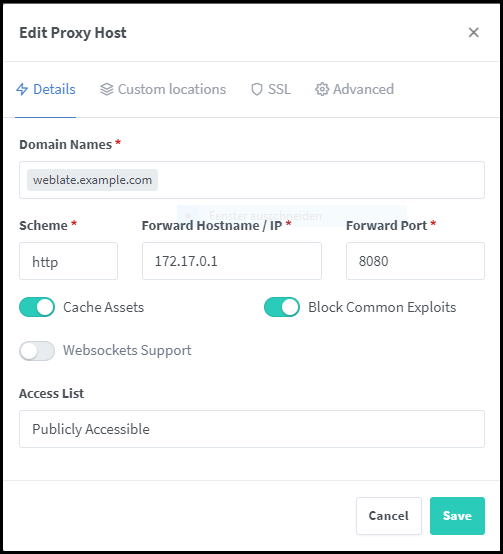 Edit Proxy Host
Details Custom locations SSL Advanced
Domain Names *
weblate.example.com
Fenster ausschneiden
Scheme * Forward Hostname / IP * Forward Port *
http 172.17.0.1 8080
Cache Assets Block Common Exploits
Websockets Support
Access List
Publicly Accessible
Cancel Save